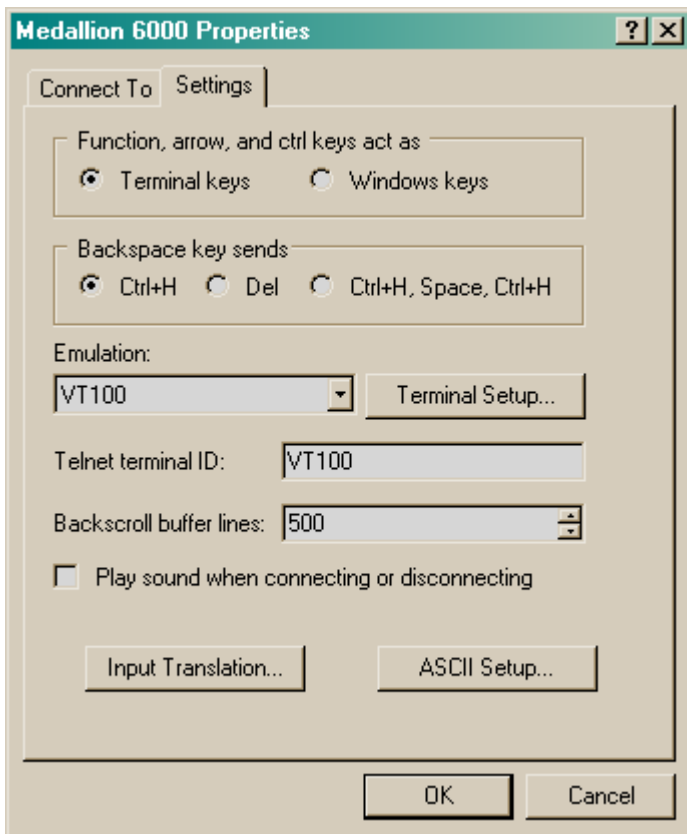 Medallion 6000 Properties
Connect To Settings
Function, arrow, and ctrl keys act as
Terminal keys Windows keys
Backspace key sends
Ctrl+H Del Ctrl+H, Space, Ctrl+H
Emulation:
VT100 Terminal Setup...
Telnet terminal ID: VT100
Backscroll buffer lines: 500
Play sound when connecting or disconnecting
Input Translation... ASCII Setup...
OK Cancel